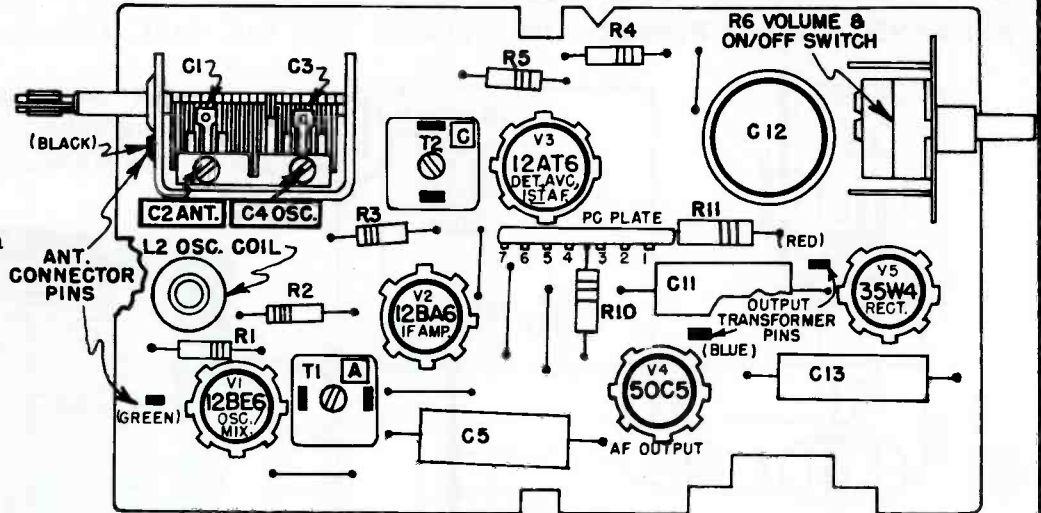 R6 VOLUME &
ON/OFF SWITCH
C1
C3
R4
R5
(BLACK)
T2
C
V3
12AT6
DET, AVC,
1ST AF.
C12
C2 ANT.
C4 OSC.
R3
PC PLATE
7 6 5 4 3 2 1
R11
(RED)
L2 OSC. COIL
ANT.
CONNECTOR
PINS
R2
V2
12BA6
IF AMP.
R10
C11
OUTPUT
TRANSFORMER
PINS
V5
35W4
RECT.
R1
(BLUE)
T1
A
V4
50C5
C13
(GREEN)
V1
12BE6
OSC./
MIX.
C5
AF OUTPUT